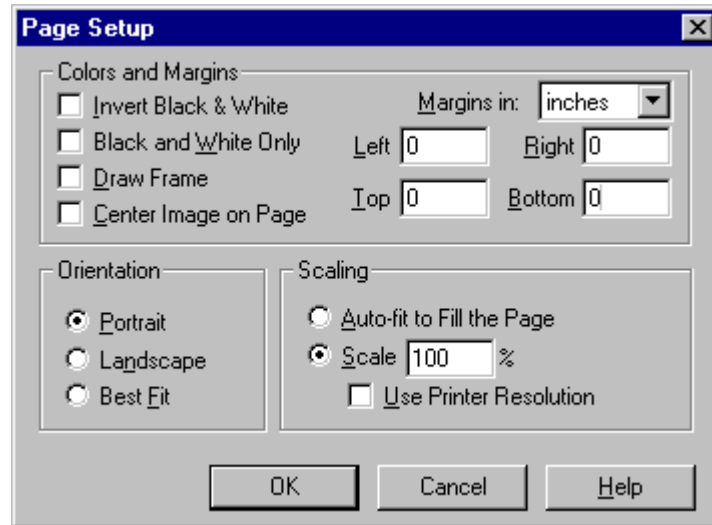 Page Setup
Colors and Margins
Invert Black & White
Margins in: inches
Black and White Only
Left 0 Right 0
Draw Frame
Top 0 Bottom 0
Center Image on Page
Orientation
Scaling
Portrait
Auto-fit to Fill the Page
Landscape
Scale 100 %
Best Fit
Use Printer Resolution
OK Cancel Help